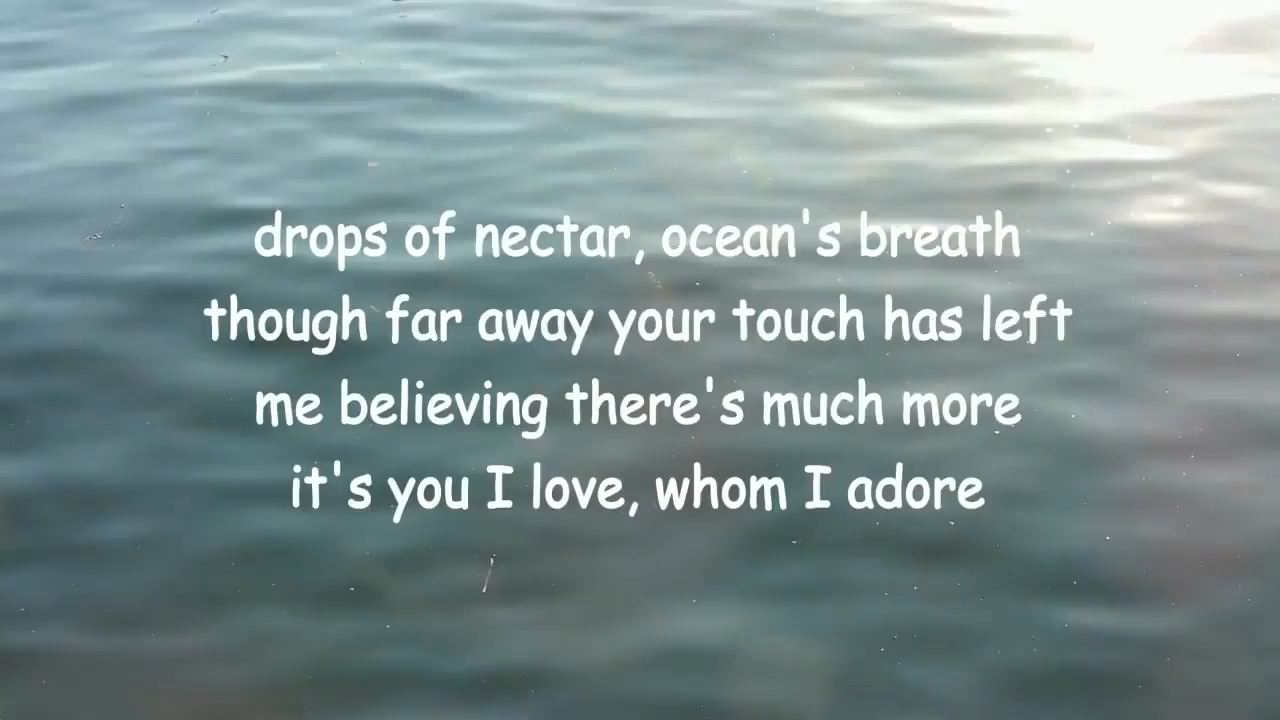 drops of nectar, ocean's breath
though far away your touch has left
me believing there's much more
it's you I love, whom I adore